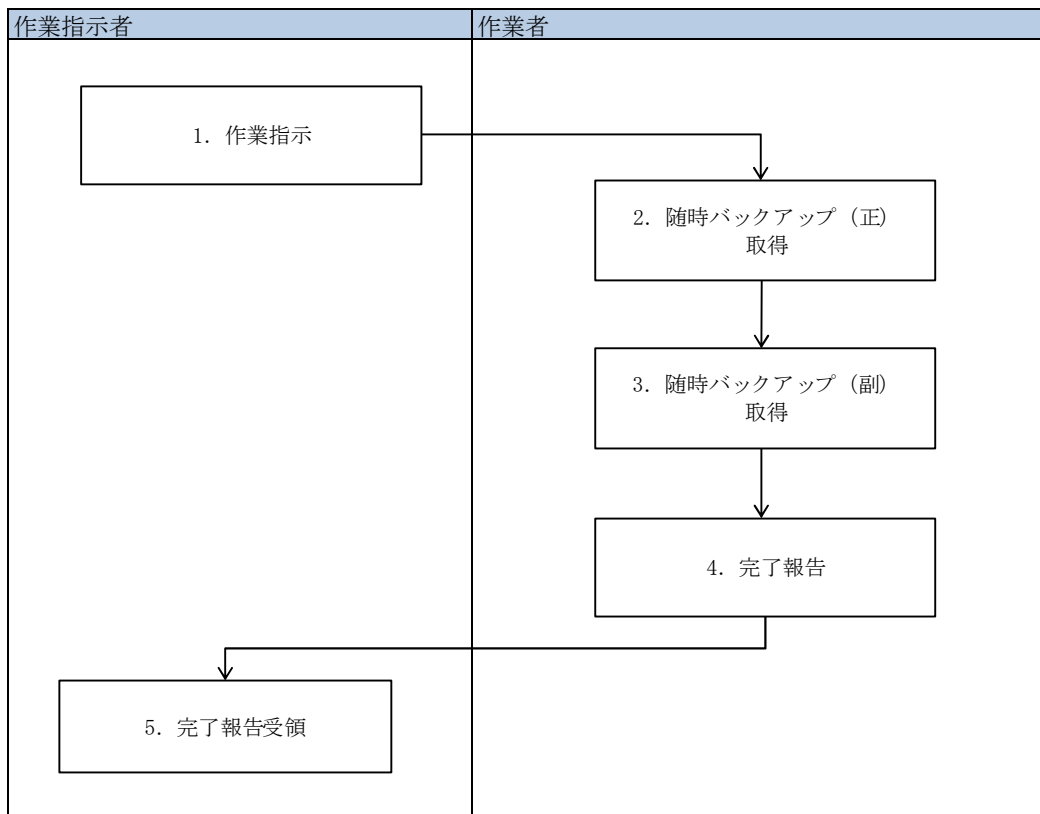 作業指示者
作業者
1. 作業指示
2. 随時バックアップ（正）
取得
3. 随時バックアップ（副）
取得
4. 完了報告
5. 完了報告受領